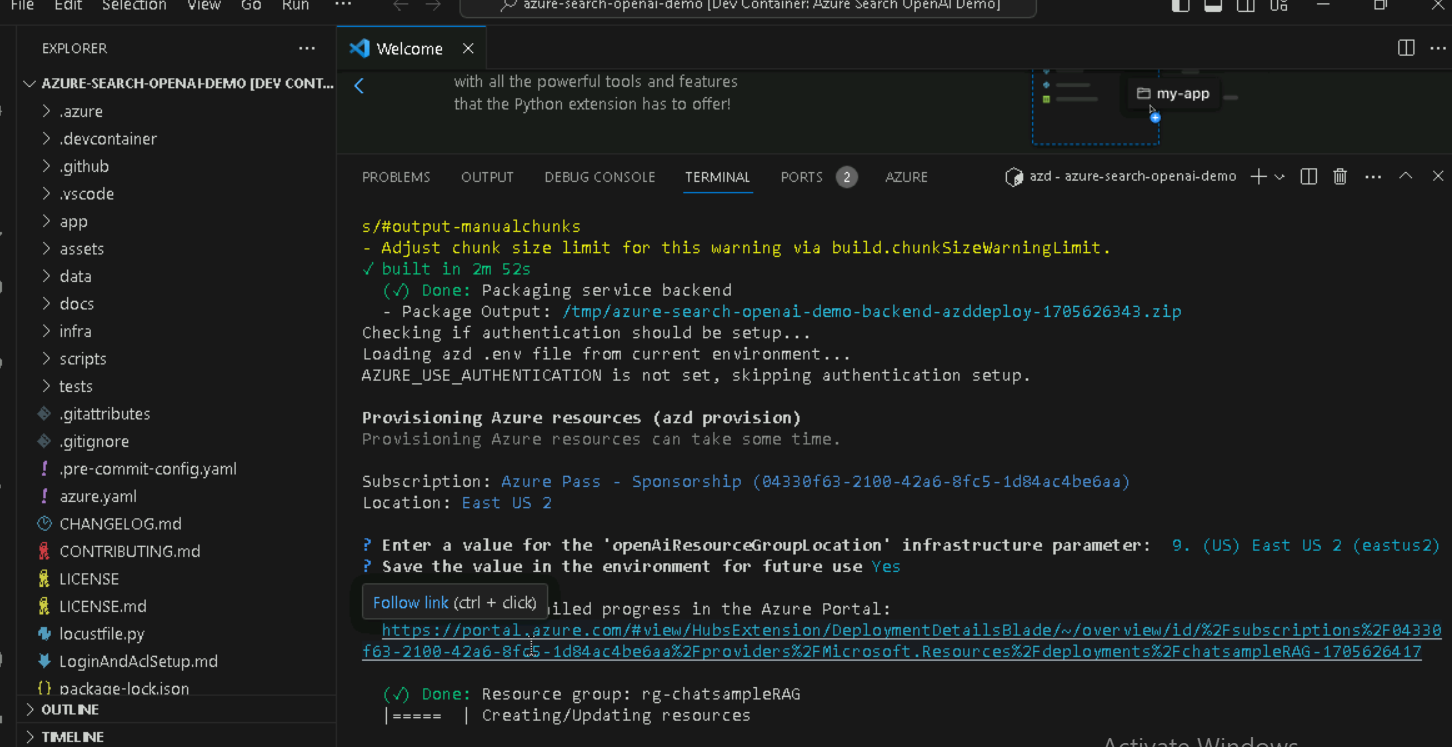 File Edit Selection View Go Run ···
azure-search-openai-demo [Dev Container: Azure Search OpenAI Demo]
EXPLORER ···
AZURE-SEARCH-OPENAI-DEMO [DEV CONT...
.azure
.devcontainer
.github
.vscode
app
assets
data
docs
infra
scripts
tests
.gitattributes
.gitignore
! .pre-commit-config.yaml
! azure.yaml
CHANGELOG.md
CONTRIBUTING.md
LICENSE
LICENSE.md
locustfile.py
LoginAndAclSetup.md
{} package-lock.json
OUTLINE
TIMELINE
Welcome ×
with all the powerful tools and features
that the Python extension has to offer!
my-app
PROBLEMS OUTPUT DEBUG CONSOLE TERMINAL PORTS 2 AZURE
azd - azure-search-openai-demo
s/#output-manualchunks
- Adjust chunk size limit for this warning via build.chunkSizeWarningLimit.
✓ built in 2m 52s
(✓) Done: Packaging service backend
- Package Output: /tmp/azure-search-openai-demo-backend-azddeploy-1705626343.zip
Checking if authentication should be setup...
Loading azd .env file from current environment...
AZURE_USE_AUTHENTICATION is not set, skipping authentication setup.
Provisioning Azure resources (azd provision)
Provisioning Azure resources can take some time.
Subscription: Azure Pass - Sponsorship (04330f63-2100-42a6-8fc5-1d84ac4be6aa)
Location: East US 2
? Enter a value for the 'openAiResourceGroupLocation' infrastructure parameter: 9. (US) East US 2 (eastus2)
? Save the value in the environment for future use Yes
Follow link (ctrl + click)
iled progress in the Azure Portal:
https://portal.azure.com/#view/HubsExtension/DeploymentDetailsBlade/~/overview/id/%2Fsubscriptions%2F04330
f63-2100-42a6-8fc5-1d84ac4be6aa%2Fproviders%2FMicrosoft.Resources%2Fdeployments%2FchatsampleRAG-1705626417
(✓) Done: Resource group: rg-chatsampleRAG
|===== | Creating/Updating resources
Activate Windows